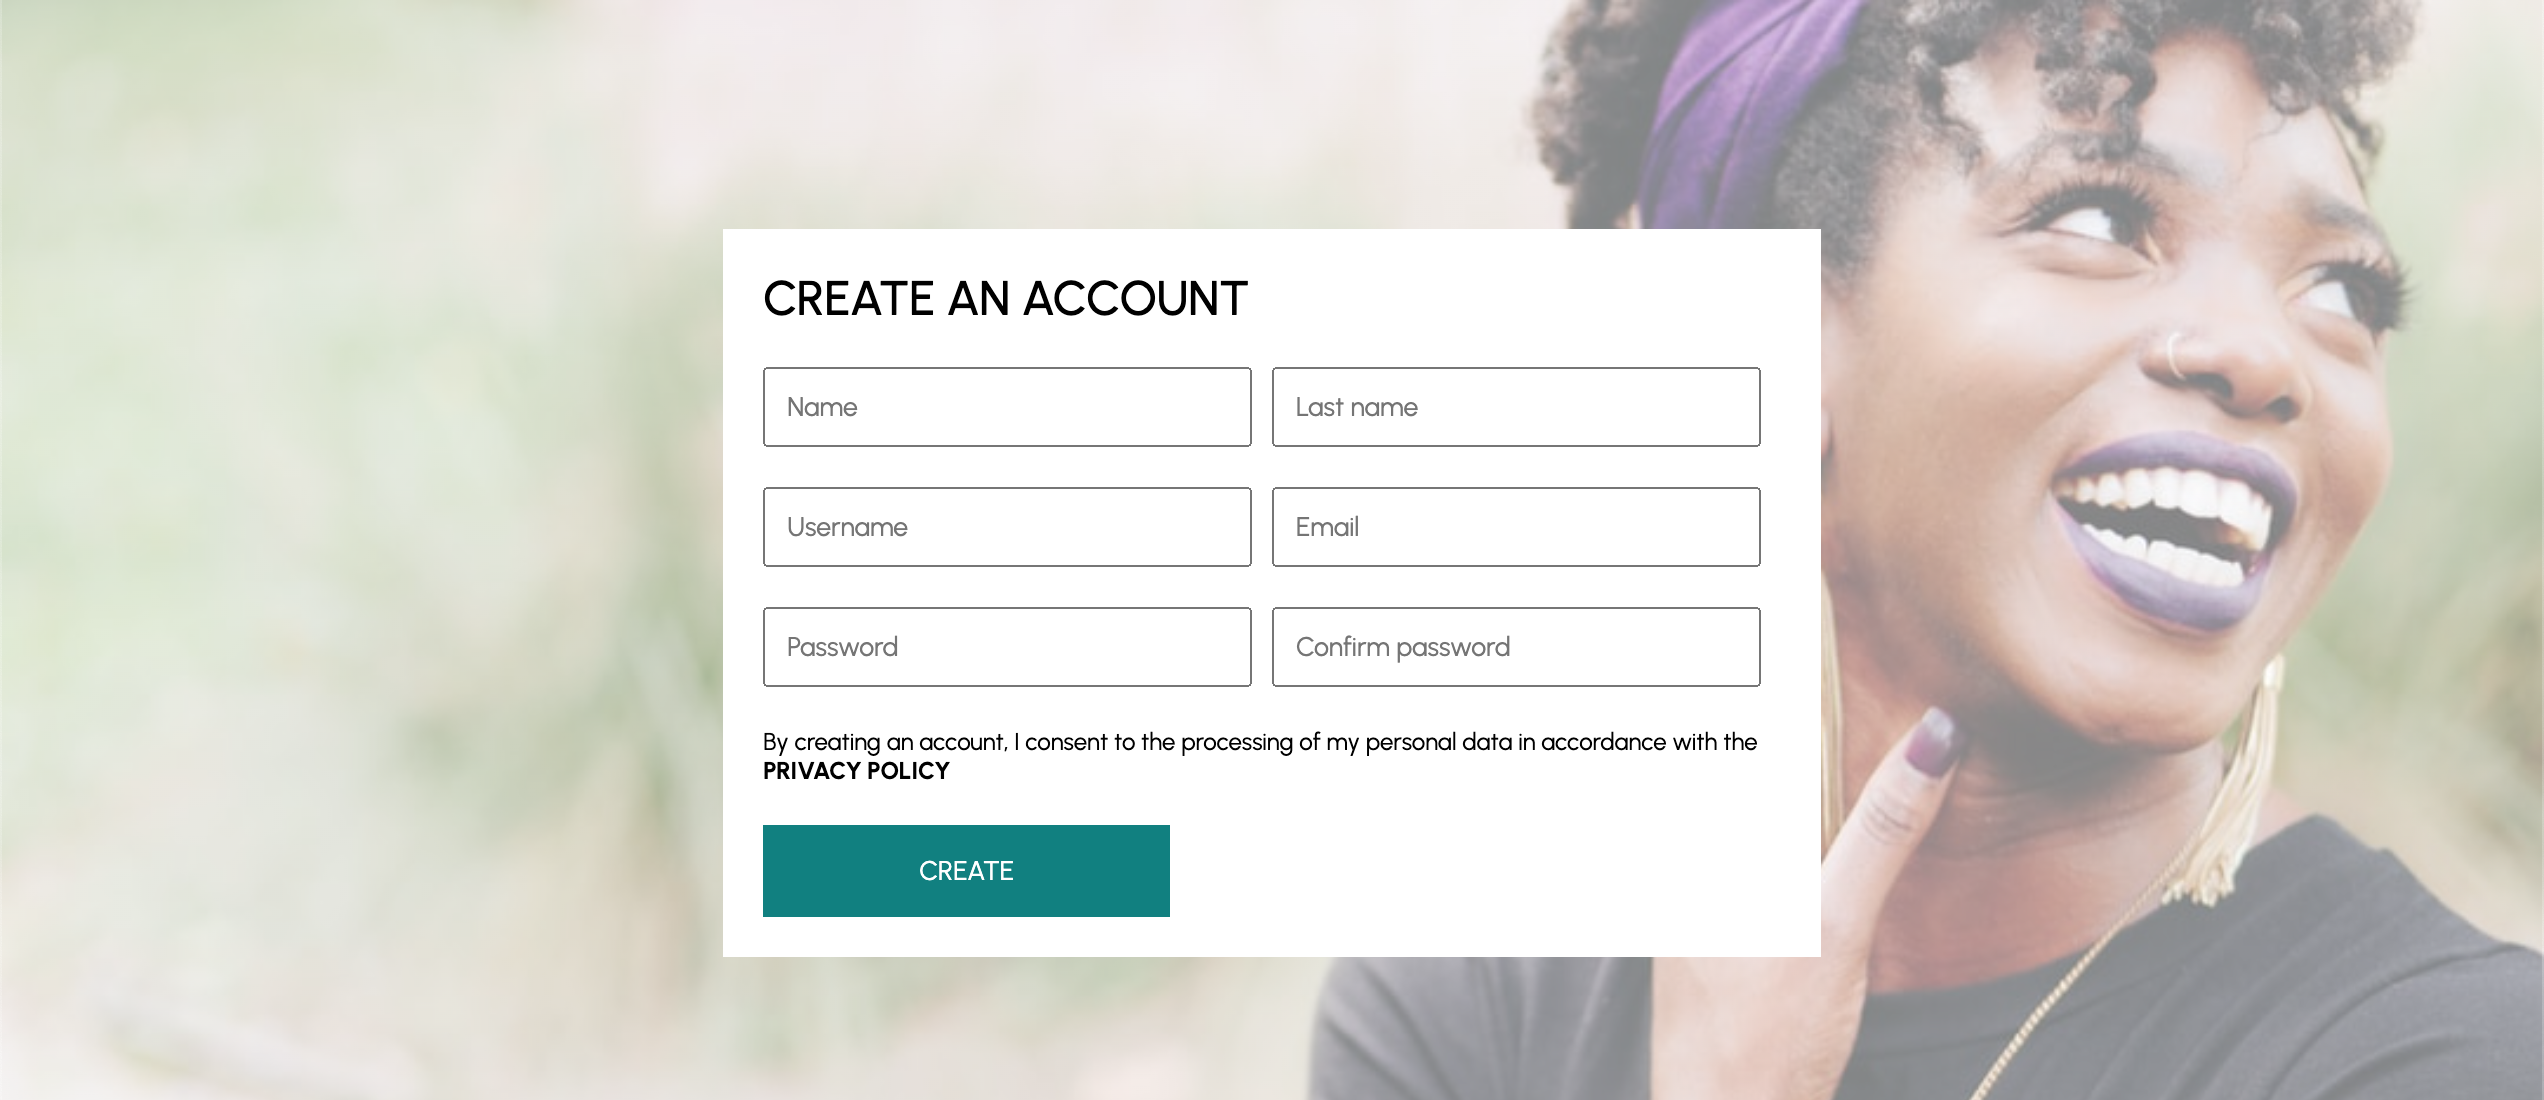 CREATE AN ACCOUNT
Name
Last name
Username
Email
Password
Confirm password
By creating an account, I consent to the processing of my personal data in accordance with the
PRIVACY POLICY
CREATE